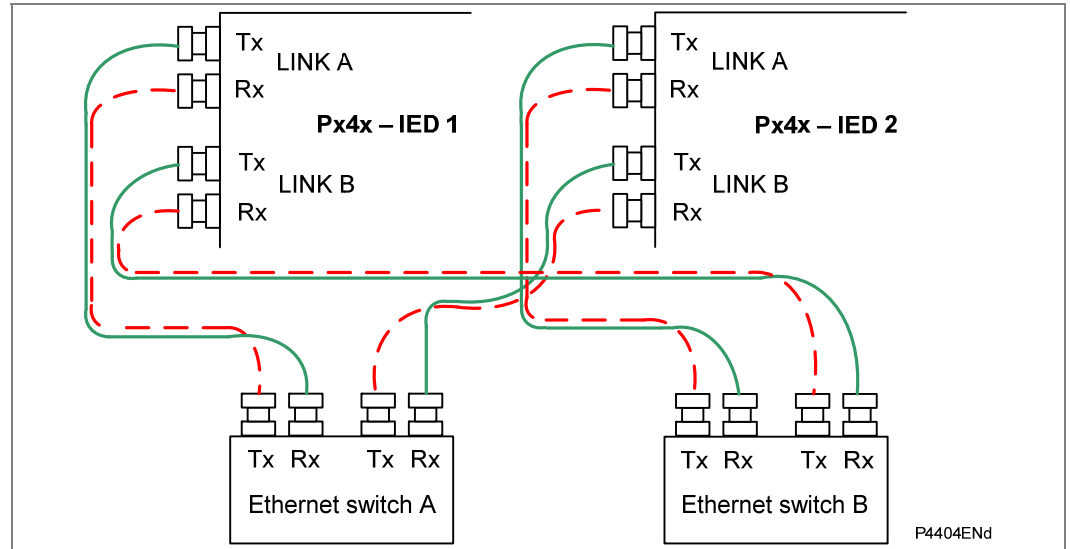 Tx
LINK A
Rx
Px4x – IED 1
Tx
LINK B
Rx
Tx
LINK A
Rx
Px4x – IED 2
Tx
LINK B
Rx
Tx Rx Tx Rx
Ethernet switch A
Tx Rx Tx Rx
Ethernet switch B
P4404ENd